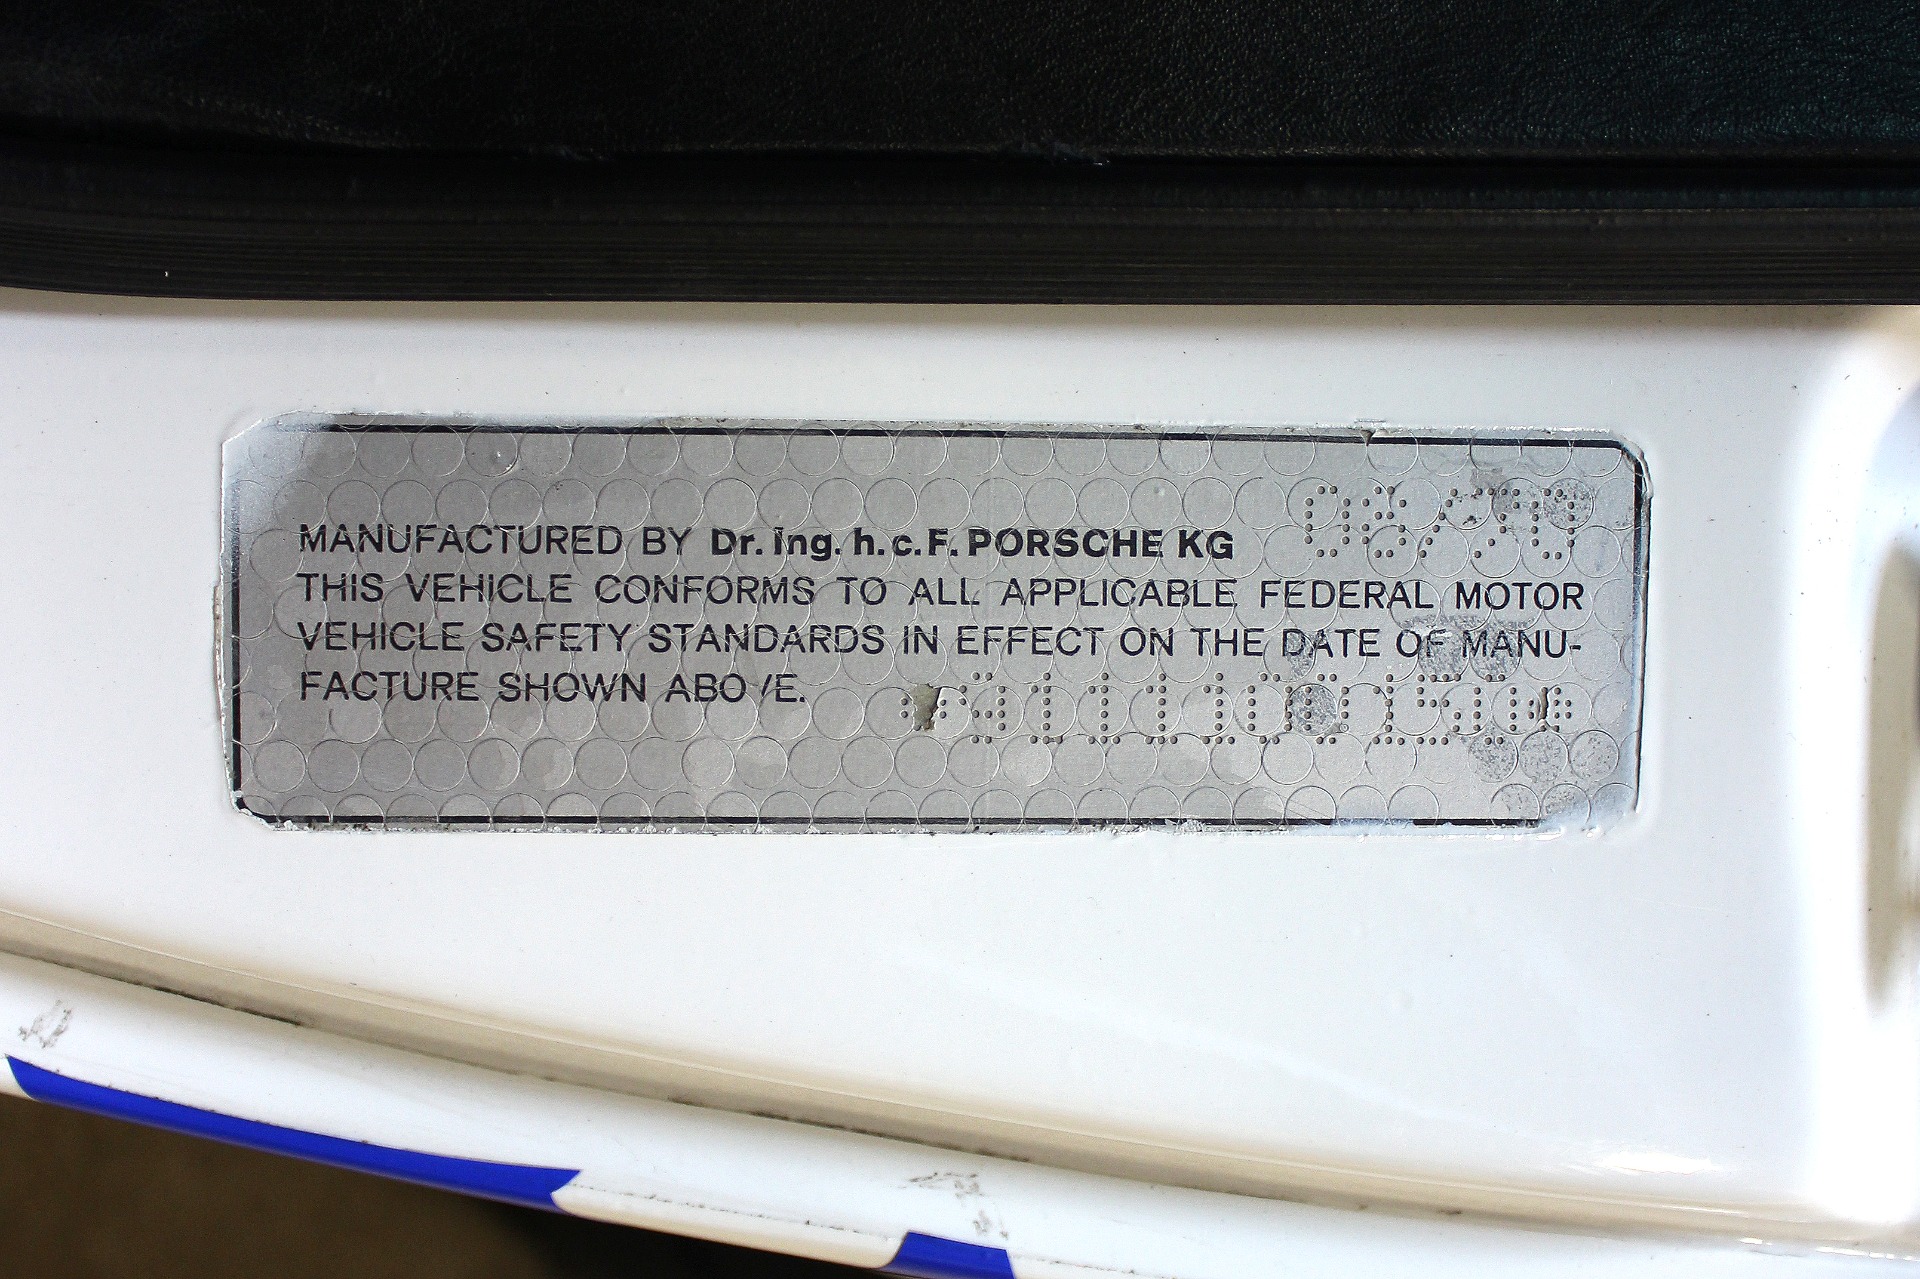 MANUFACTURED BY Dr. Ing. h. c. F. PORSCHE KG
THIS VEHICLE CONFORMS TO ALL APPLICABLE FEDERAL MOTOR
VEHICLE SAFETY STANDARDS IN EFFECT ON THE DATE OF MANU-
FACTURE SHOWN ABOVE.